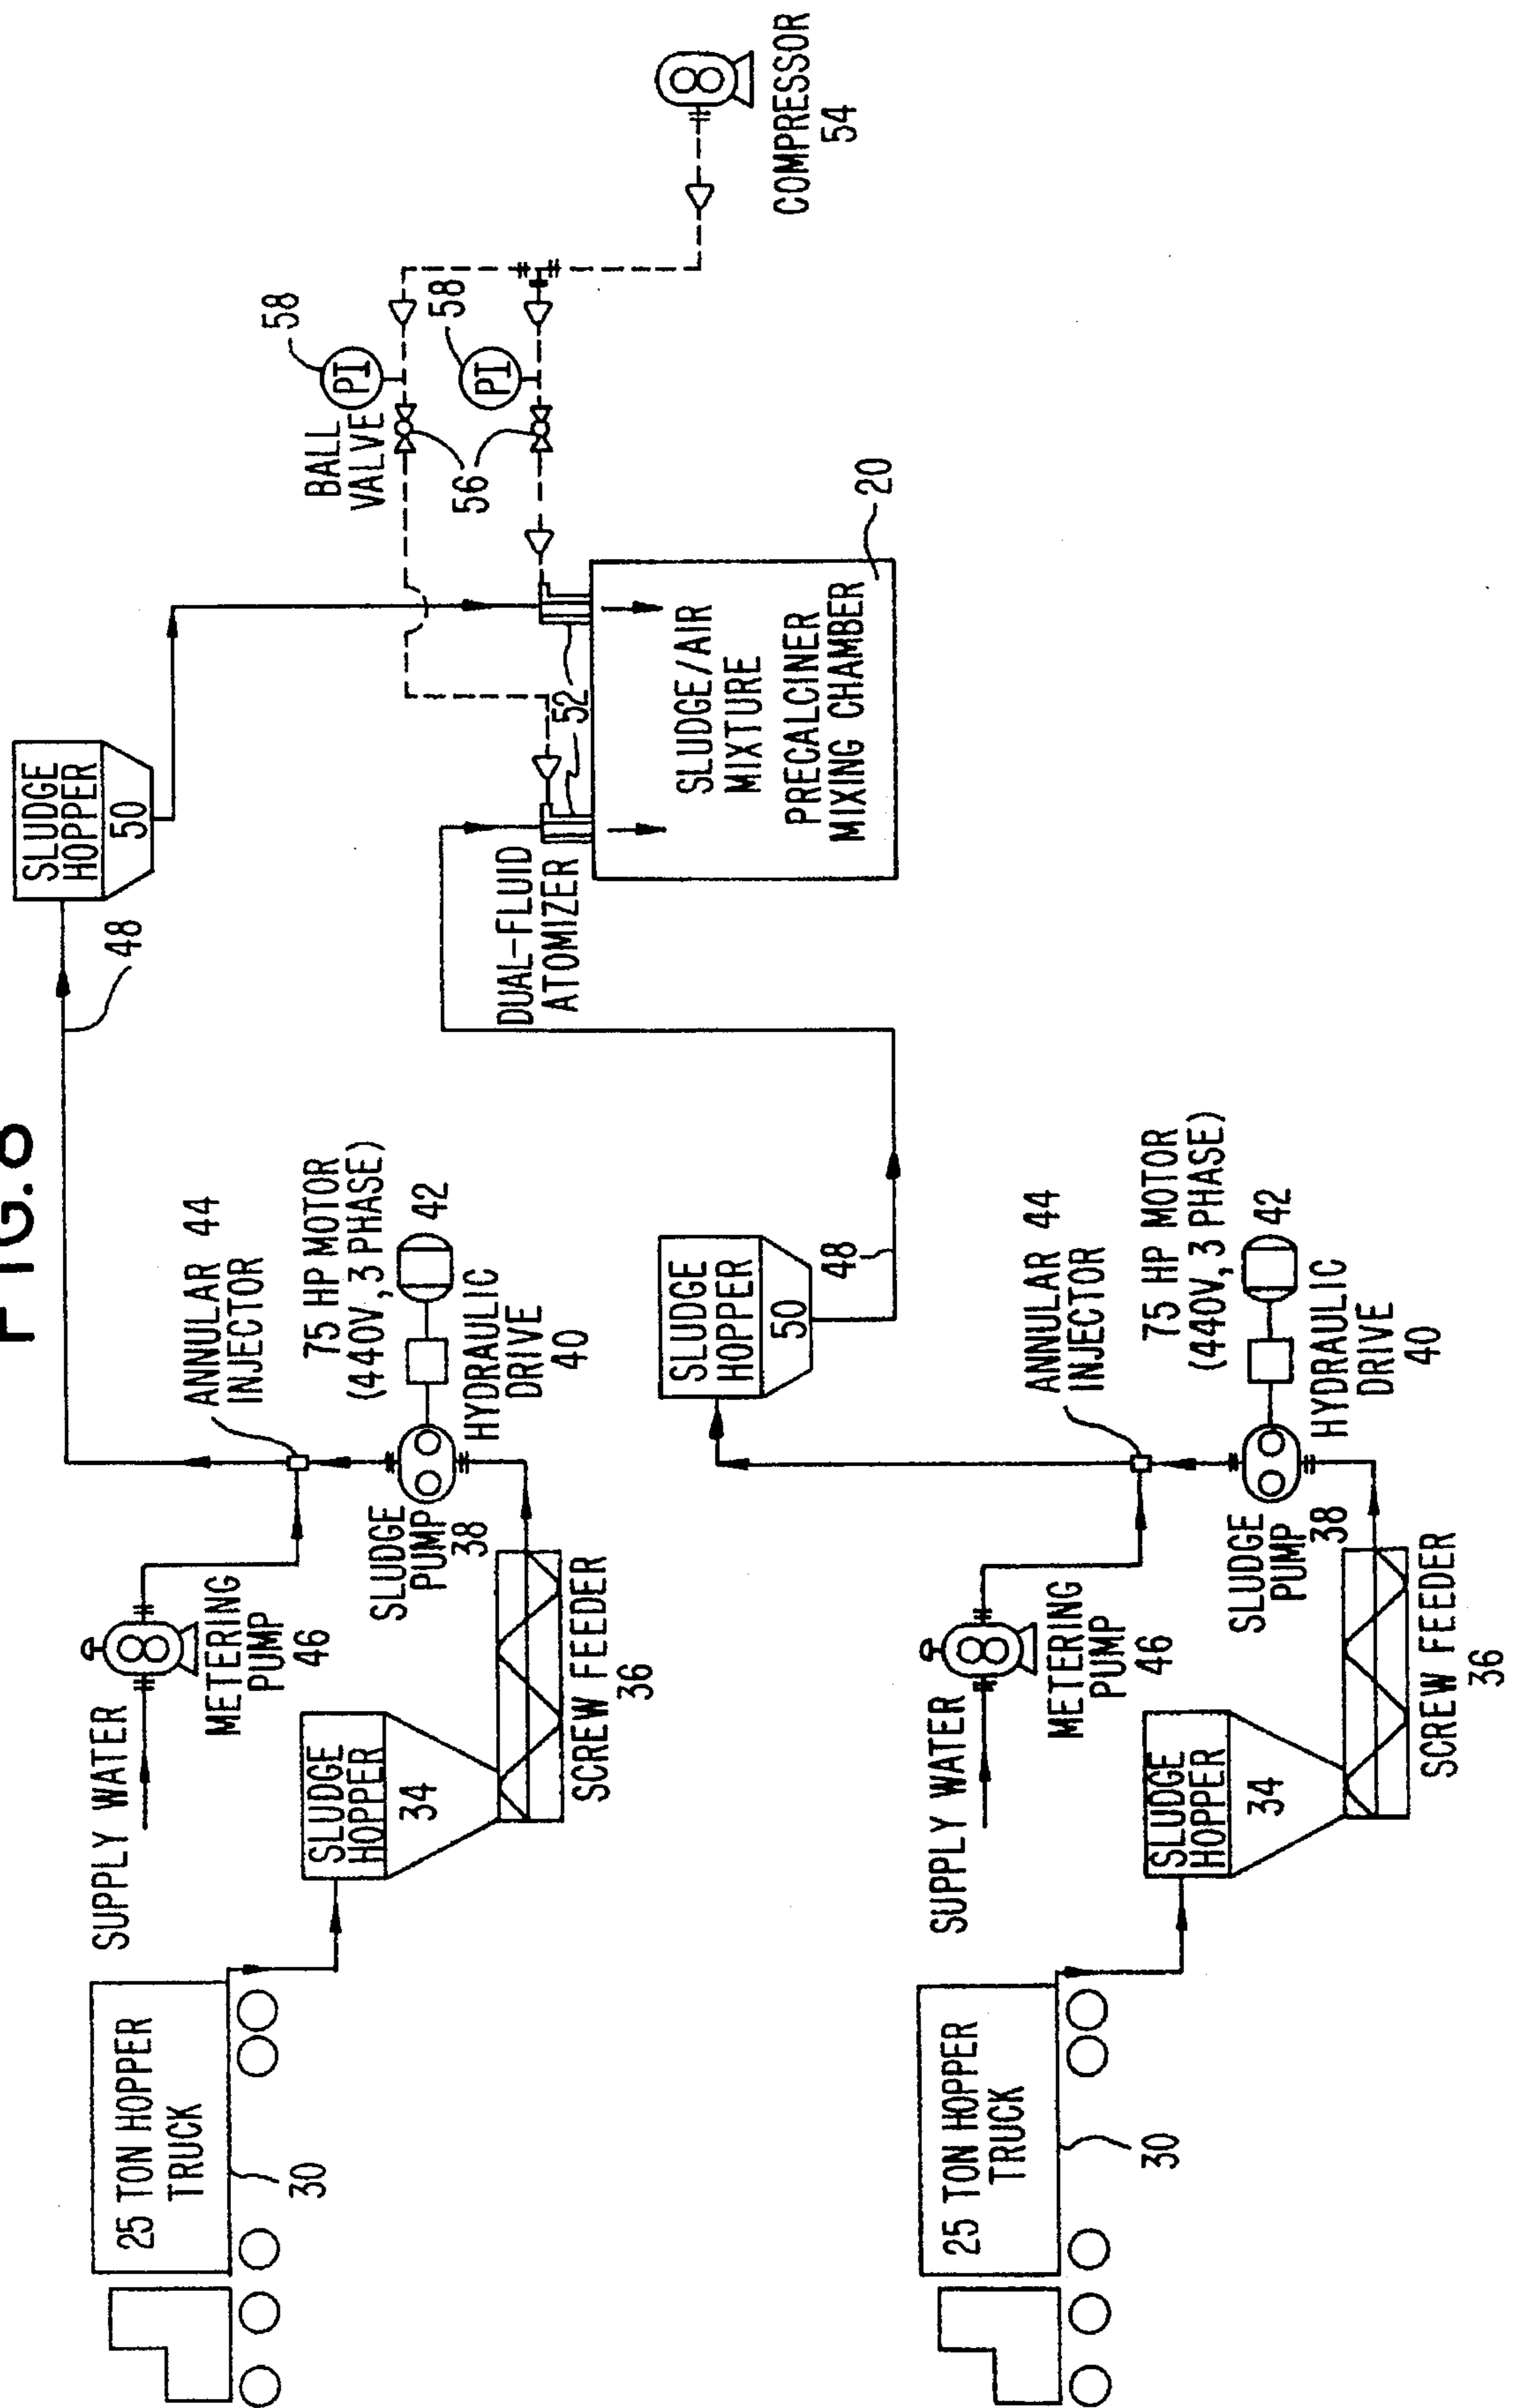 FIG. 8
25 TON HOPPER
TRUCK
30
SUPPLY WATER
METERING
PUMP
46
SLUDGE
HOPPER
34
SCREW FEEDER
36
SLUDGE
PUMP
38
ANNULAR 44
INJECTOR
75 HP MOTOR
(440V, 3 PHASE)
42
HYDRAULIC
DRIVE
40
48
SLUDGE
HOPPER
50
25 TON HOPPER
TRUCK
30
SUPPLY WATER
METERING
PUMP
46
SLUDGE
HOPPER
34
SCREW FEEDER
36
SLUDGE
PUMP
38
ANNULAR 44
INJECTOR
75 HP MOTOR
(440V, 3 PHASE)
42
HYDRAULIC
DRIVE
40
SLUDGE
HOPPER
50
48
DUAL-FLUID
ATOMIZER
52
SLUDGE/AIR
MIXTURE
PRECALCINER
MIXING CHAMBER
20
BALL
VALVE
56
PI
58
PI
58
COMPRESSOR
54